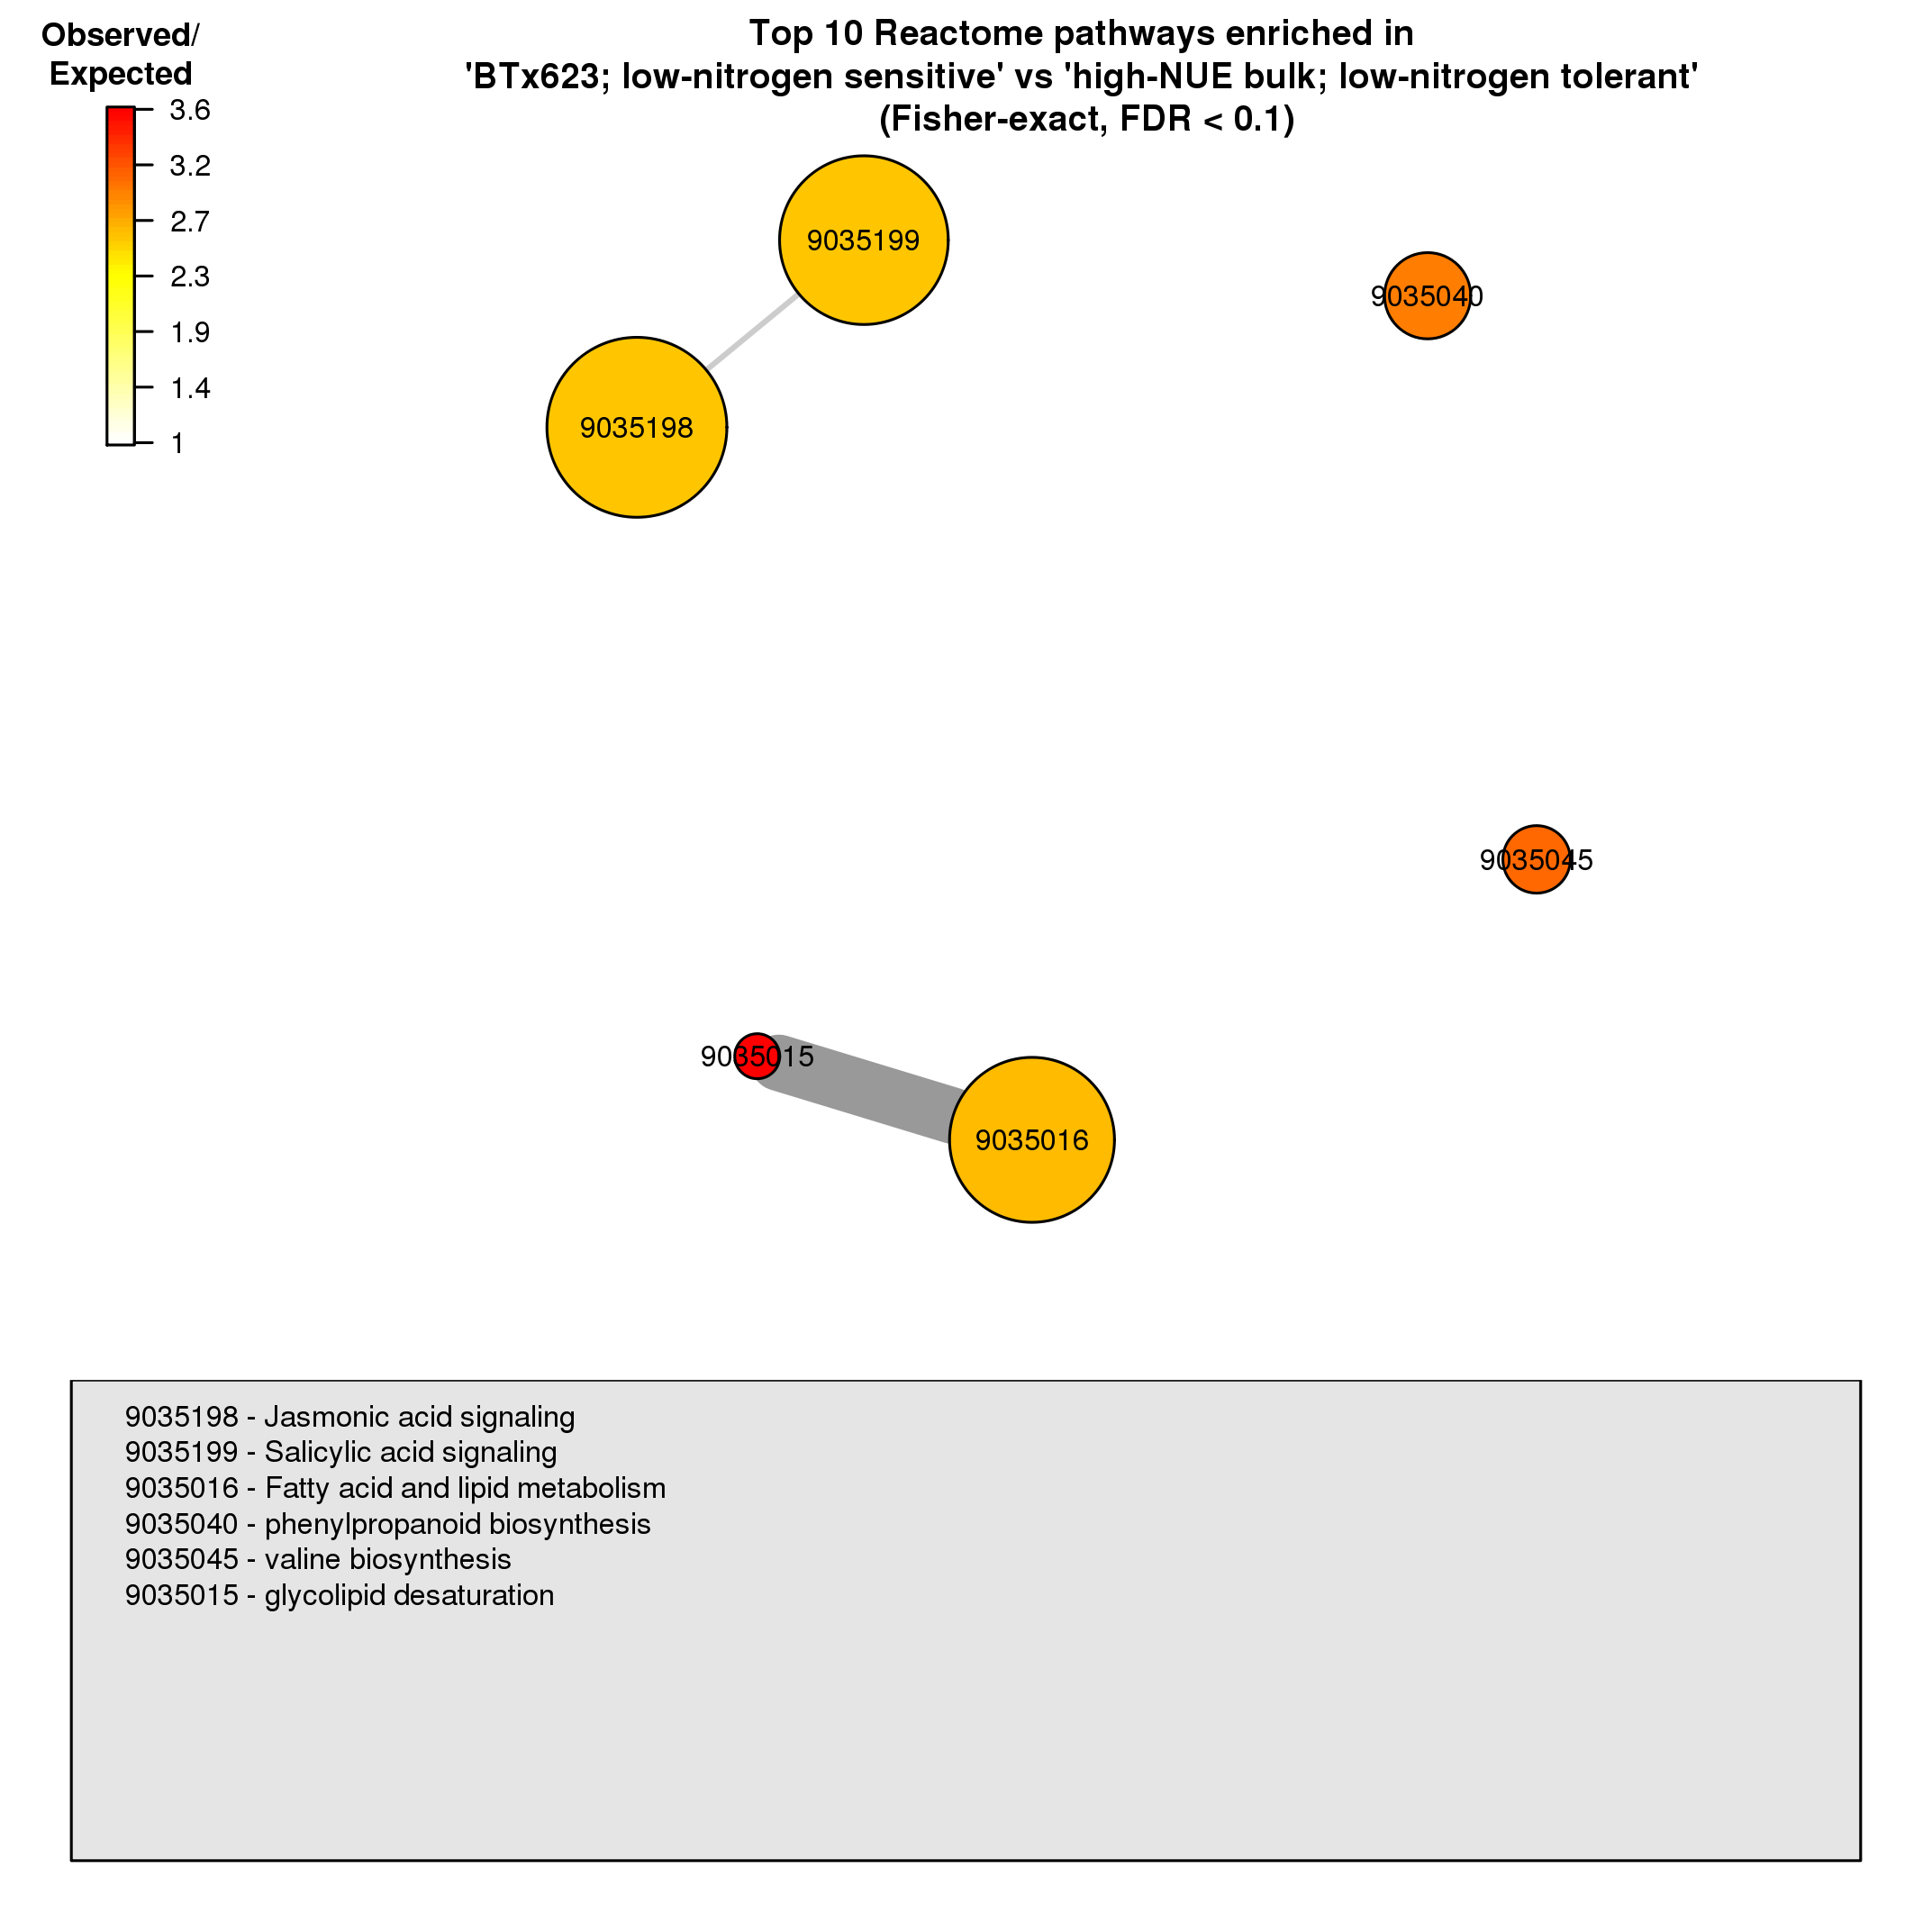 Observed/
Expected
3.6
3.2
2.7
2.3
1.9
1.4
1
Top 10 Reactome pathways enriched in
'BTx623; low-nitrogen sensitive' vs 'high-NUE bulk; low-nitrogen tolerant'
(Fisher-exact, FDR < 0.1)
9035199
9035040
9035198
9035045
9035015
9035016
9035198 - Jasmonic acid signaling
9035199 - Salicylic acid signaling
9035016 - Fatty acid and lipid metabolism
9035040 - phenylpropanoid biosynthesis
9035045 - valine biosynthesis
9035015 - glycolipid desaturation